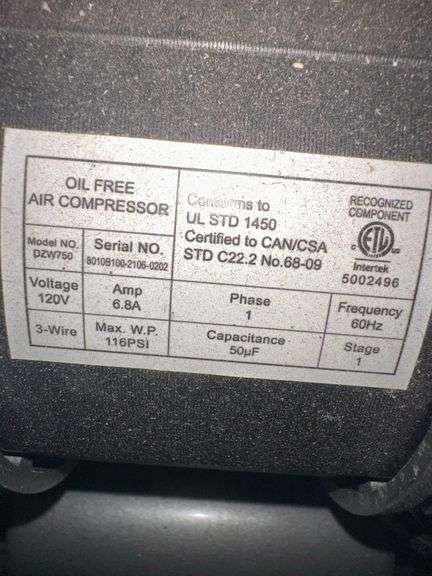 OIL FREE
AIR COMPRESSOR
Conforms to
UL STD 1450
Certified to CAN/CSA
STD C22.2 No.68-09
RECOGNIZED
COMPONENT
C US
ETL
Intertek
5002496
Model NO.
DZW750
Serial NO.
8010B100-2106-0202
Voltage
120V
Amp
6.8A
Phase
1
Frequency
60Hz
3-Wire
Max. W.P.
116PSI
Capacitance
50µF
Stage
1